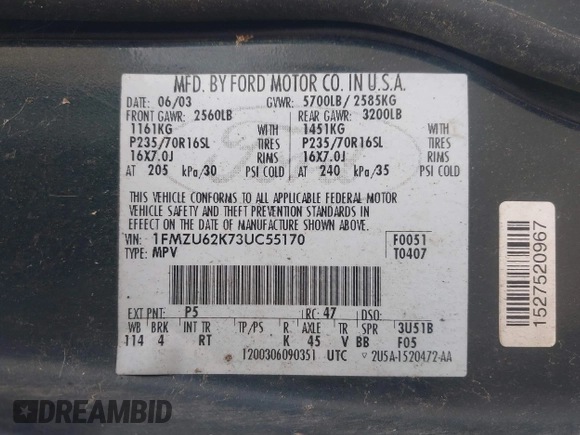 MFD. BY FORD MOTOR CO. IN U.S.A.
DATE: 06/03 GVWR: 5700LB/ 2585KG
FRONT GAWR: 2560LB REAR GAWR: 3200LB
1161KG WITH 1451KG WITH
P235/70R16SL TIRES P235/70R16SL TIRES
16X7.0J RIMS 16X7.0J RIMS
AT 205 kPa/30 PSI COLD AT 240 kPa/35 PSI COLD
THIS VEHICLE CONFORMS TO ALL APPLICABLE FEDERAL MOTOR
VEHICLE SAFETY AND THEFT PREVENTION STANDARDS IN
EFFECT ON THE DATE OF MANUFACTURE SHOWN ABOVE.
VIN: 1FMZU62K73UC55170 F0051
TYPE: MPV T0407
EXT PNT: P5 RC: 47 DSO:
WB BRK INT TR TP/PS R AXLE TR SPR 3U51B
114 4 RT K 45 V BB F05
1200306090351 UTC 2U5A-1520472-AA
1527520967
Ford
DREAMBID